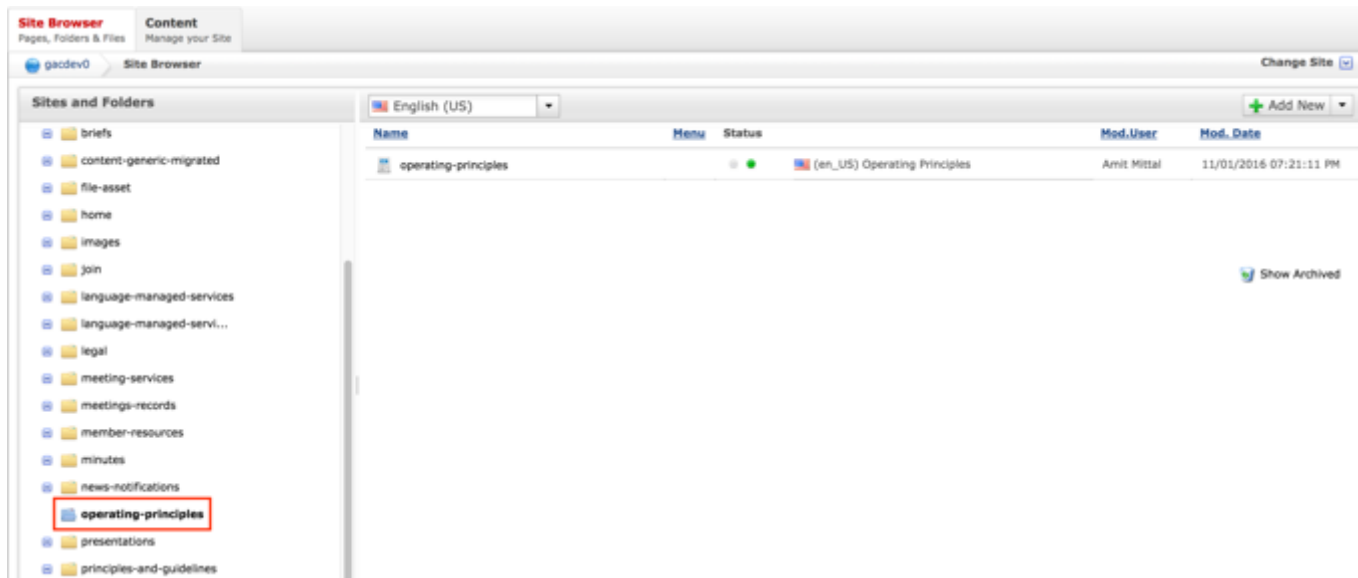 Site Browser
Pages, Folders & Files
Content
Manage your Site
gacdev0
Site Browser
Change Site
Sites and Folders
English (US)
Add New
Name
Menu
Status
Mod.User
Mod. Date
operating-principles
(en_US) Operating Principles
Amit Mittal
11/01/2016 07:21:11 PM
Show Archived
briefs
content-generic-migrated
file-asset
home
images
join
language-managed-services
language-managed-servi...
legal
meeting-services
meetings-records
member-resources
minutes
news-notifications
operating-principles
presentations
principles-and-guidelines